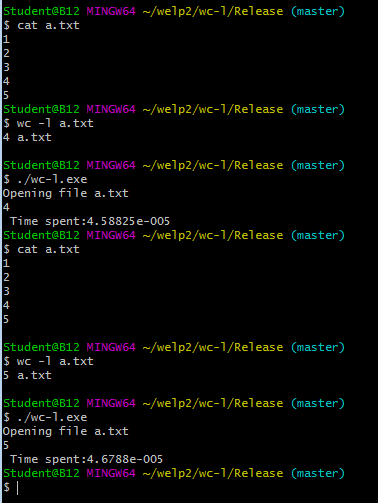 Student@B12 MINGW64 ~/welp2/wc-l/Release (master)
$ cat a.txt
1
2
3
4
5
Student@B12 MINGW64 ~/welp2/wc-l/Release (master)
$ wc -l a.txt
4 a.txt

Student@B12 MINGW64 ~/welp2/wc-l/Release (master)
$ ./wc-l.exe
Opening file a.txt
4
 Time spent:4.58825e-005
Student@B12 MINGW64 ~/welp2/wc-l/Release (master)
$ cat a.txt
1
2
3
4
5

Student@B12 MINGW64 ~/welp2/wc-l/Release (master)
$ wc -l a.txt
5 a.txt

Student@B12 MINGW64 ~/welp2/wc-l/Release (master)
$ ./wc-l.exe
Opening file a.txt
5
 Time spent:4.6788e-005
Student@B12 MINGW64 ~/welp2/wc-l/Release (master)
$